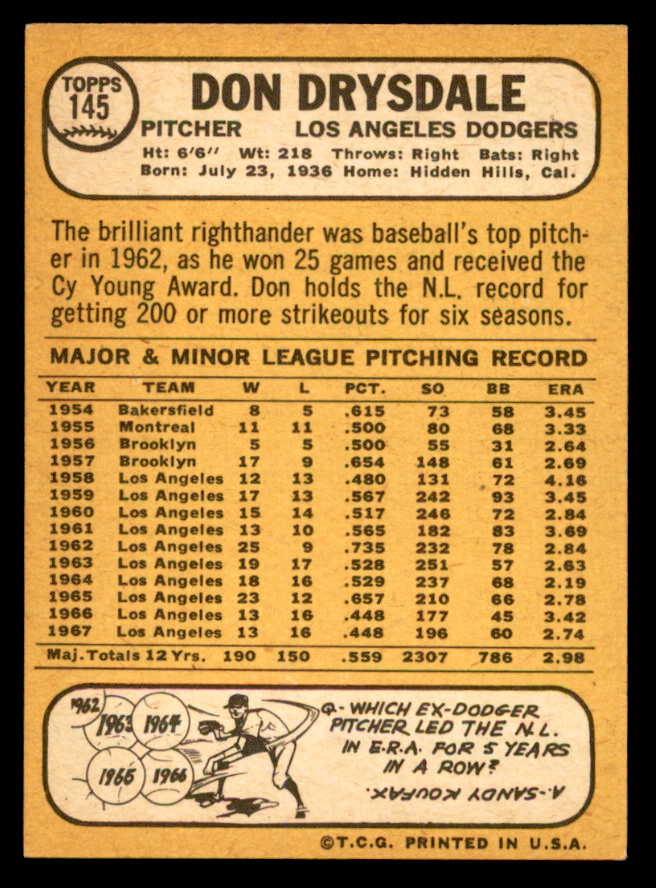 TOPPS
145
DON DRYSDALE
PITCHER LOS ANGELES DODGERS
Ht: 6'6" Wt: 218 Throws: Right Bats: Right
Born: July 23, 1936 Home: Hidden Hills, Cal.
The brilliant righthander was baseball's top pitch-
er in 1962, as he won 25 games and received the
Cy Young Award. Don holds the N.L. record for
getting 200 or more strikeouts for six seasons.
MAJOR & MINOR LEAGUE PITCHING RECORD
YEAR TEAM W L PCT. SO BB ERA
1954 Bakersfield 8 5 .615 73 58 3.45
1955 Montreal 11 11 .500 80 68 3.33
1956 Brooklyn 5 5 .500 55 31 2.64
1957 Brooklyn 17 9 .654 148 61 2.69
1958 Los Angeles 12 13 .480 131 72 4.16
1959 Los Angeles 17 13 .567 242 93 3.45
1960 Los Angeles 15 14 .517 246 72 2.84
1961 Los Angeles 13 10 .565 182 83 3.69
1962 Los Angeles 25 9 .735 232 78 2.84
1963 Los Angeles 19 17 .528 251 57 2.63
1964 Los Angeles 18 16 .529 237 68 2.19
1965 Los Angeles 23 12 .657 210 66 2.78
1966 Los Angeles 13 16 .448 177 45 3.42
1967 Los Angeles 13 16 .448 196 60 2.74
Maj. Totals 12 Yrs. 190 150 .559 2307 786 2.98
1962
1963
1964
1965
1966
Q- WHICH EX-DODGER
PITCHER LED THE N.L.
IN E.R.A. FOR 5 YEARS
IN A ROW?
A- SANDY KOUFAX.
©T.C.G. PRINTED IN U.S.A.